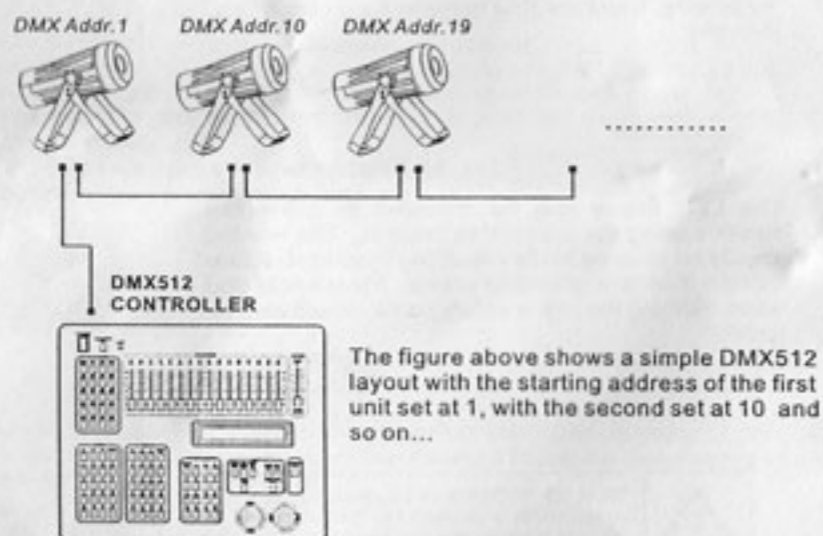 DMX Addr.1 DMX Addr.10 DMX Addr.19
DMX512
CONTROLLER
The figure above shows a simple DMX512
layout with the starting address of the first
unit set at 1, with the second set at 10 and
so on...